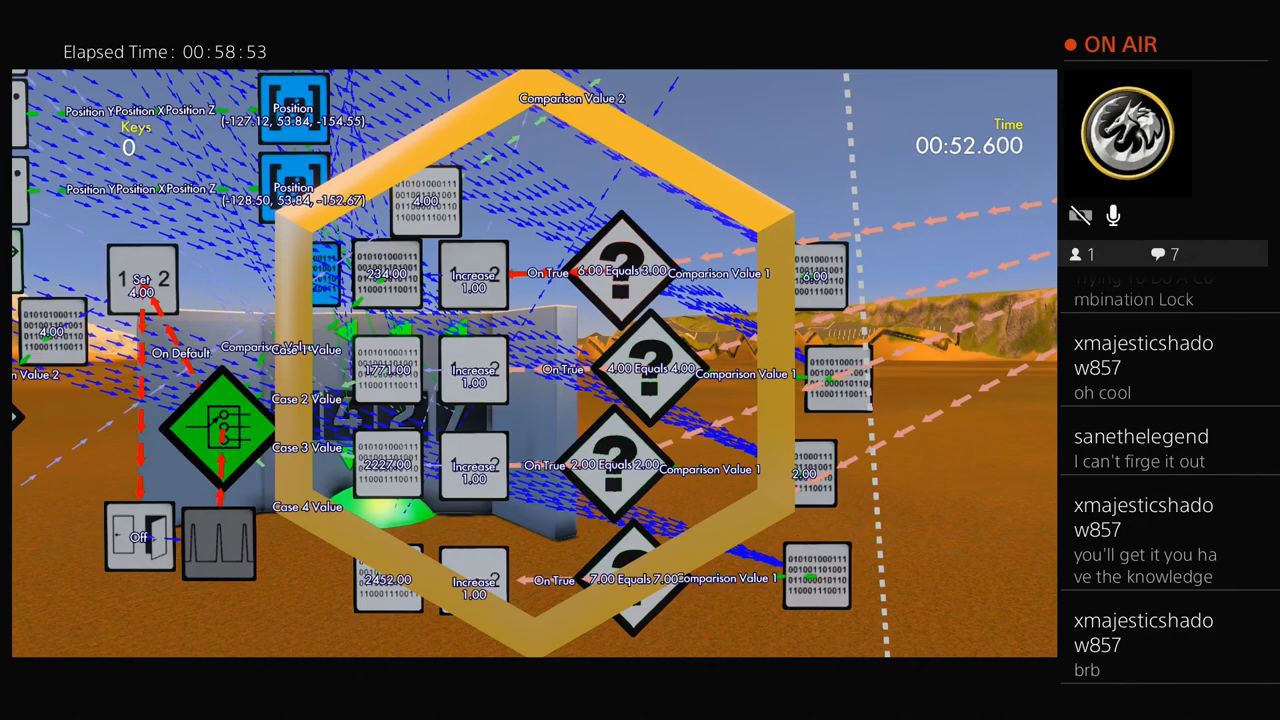 Elapsed Time: 00:58:53
ON AIR
Comparison Value 2
Position Y Position X Position Z
Position
(-127.12, 53.84, -154.55)
Keys
0
Time
00:52.600
Position Y Position X Position Z
Position
(-128.50, 53.84, -152.67)
4.00
1 7
1 Set 2
4.00
234.00
Increase
1.00
On True
6.00 Equals 3.00
Comparison Value 1
6.00
4.00
On Default
Case 1 Value
n Value 2
1771.00
Increase
1.00
On True
4.00 Equals 4.00
Comparison Value 1
Case 2 Value
Case 3 Value
2227.00
Increase
1.00
On True
2.00 Equals 2.00
Comparison Value 1
2.00
Case 4 Value
Off
2452.00
Increase
1.00
On True
7.00 Equals 7.00
Comparison Value 1
mbination Lock
xmajesticshado
w857
oh cool
sanethelegend
I can't firge it out
xmajesticshado
w857
you'll get it you ha
ve the knowledge
xmajesticshado
w857
brb